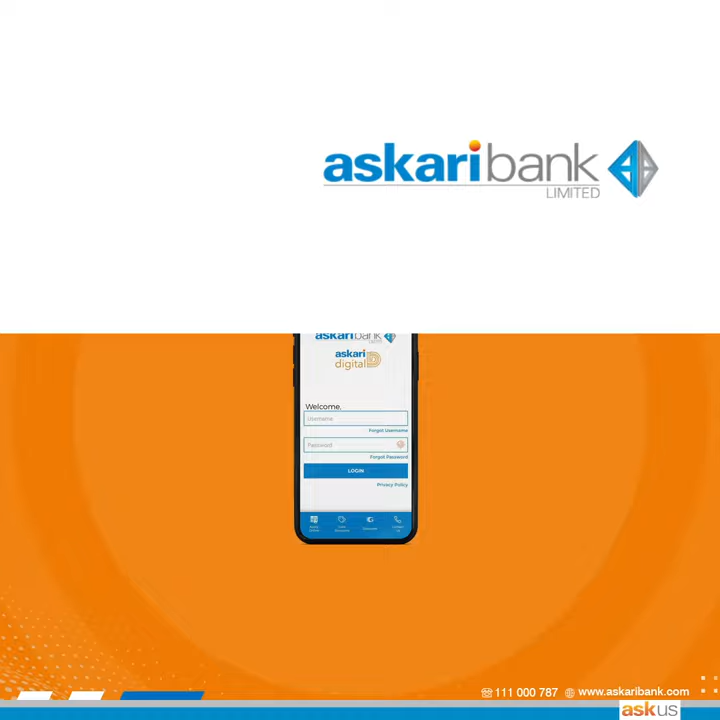 askaribank
LIMITED
askaribank
askari
digital
Welcome.
Username
Forgot Username
Password
Forgot Password
LOGIN
Privacy Policy
111 000 787 www.askaribank.com
askus